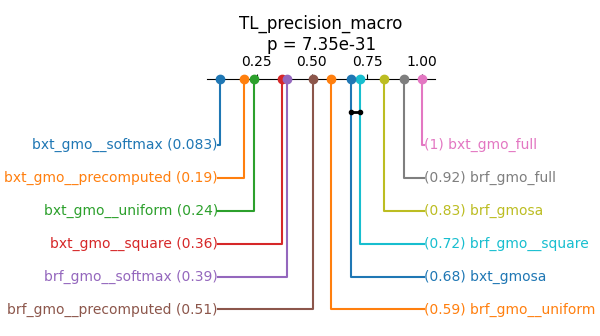 TL_precision_macro
p = 7.35e-31
0.25 0.50 0.75 1.00
bxt_gmo__softmax (0.083)
(1) bxt_gmo_full
bxt_gmo__precomputed (0.19)
(0.92) brf_gmo_full
bxt_gmo__uniform (0.24)
(0.83) brf_gmosa
bxt_gmo__square (0.36)
(0.72) brf_gmo__square
brf_gmo__softmax (0.39)
(0.68) bxt_gmosa
brf_gmo__precomputed (0.51)
(0.59) brf_gmo__uniform